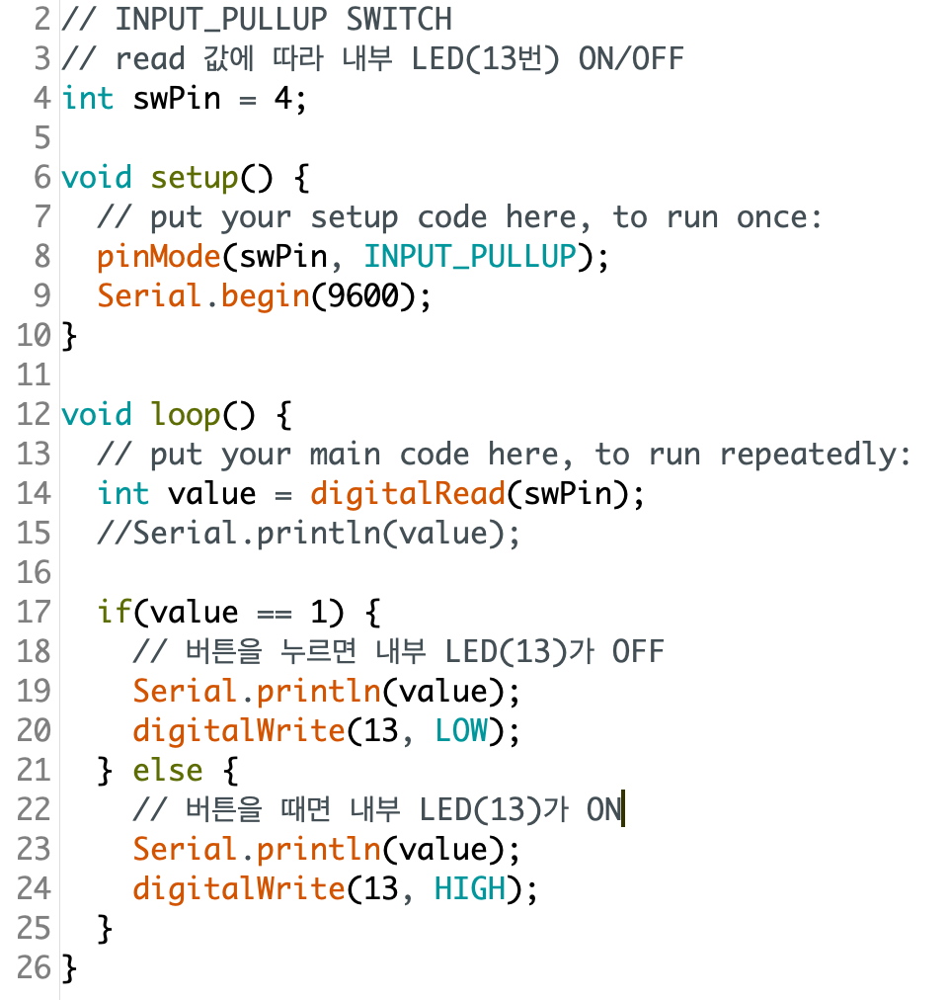 2 // INPUT_PULLUP SWITCH
3 // read 값에 따라 내부 LED(13번) ON/OFF
4 int swPin = 4;
5
6 void setup() {
7   // put your setup code here, to run once:
8   pinMode(swPin, INPUT_PULLUP);
9   Serial.begin(9600);
10 }
11
12 void loop() {
13   // put your main code here, to run repeatedly:
14   int value = digitalRead(swPin);
15   //Serial.println(value);
16
17   if(value == 1) {
18     // 버튼을 누르면 내부 LED(13)가 OFF
19     Serial.println(value);
20     digitalWrite(13, LOW);
21   } else {
22     // 버튼을 때면 내부 LED(13)가 ON
23     Serial.println(value);
24     digitalWrite(13, HIGH);
25   }
26 }